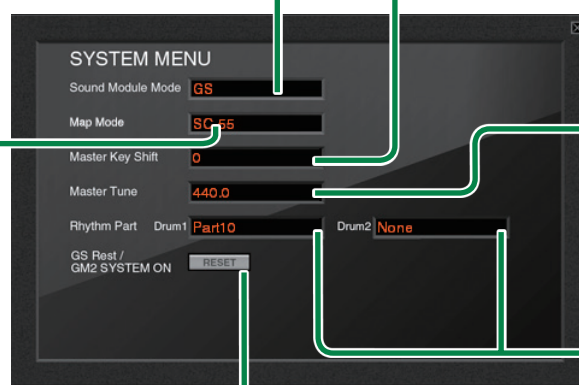 SYSTEM MENU
Sound Module Mode GS
Map Mode SC-55
Master Key Shift 0
Master Tune 440.0
Rhythm Part Drum1 Part10 Drum2 None
GS Rest /
GM2 SYSTEM ON RESET